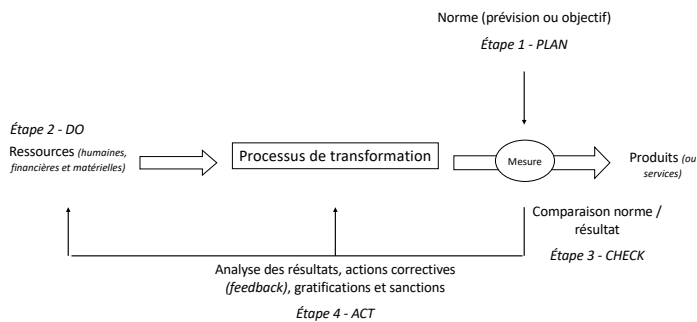 Norme (prévision ou objectif)
Étape 1 - PLAN
Étape 2 - DO
Ressources (humaines,
financières et matérielles)
Processus de transformation
Mesure
Produits (ou
services)
Comparaison norme /
résultat
Étape 3 - CHECK
Analyse des résultats, actions correctives
(feedback), gratifications et sanctions
Étape 4 - ACT